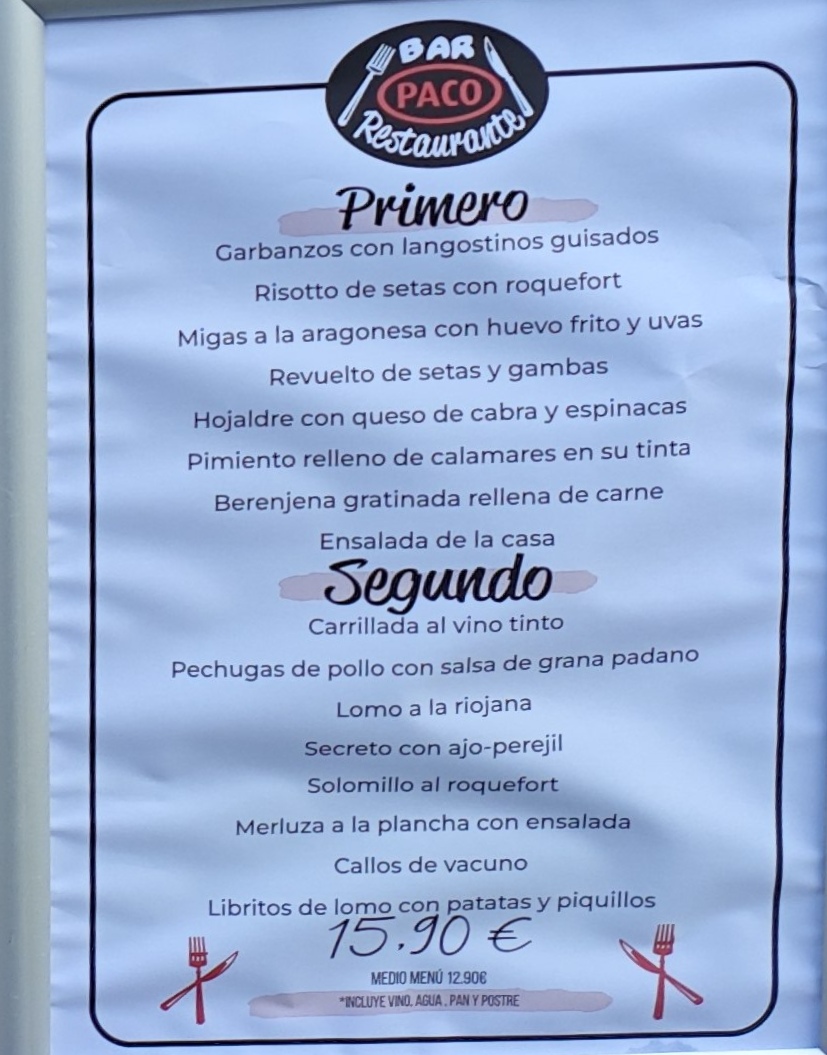 BAR
PACO
Restaurante
Primero
Garbanzos con langostinos guisados
Risotto de setas con roquefort
Migas a la aragonesa con huevo frito y uvas
Revuelto de setas y gambas
Hojaldre con queso de cabra y espinacas
Pimiento relleno de calamares en su tinta
Berenjena gratinada rellena de carne
Ensalada de la casa
Segundo
Carrillada al vino tinto
Pechugas de pollo con salsa de grana padano
Lomo a la riojana
Secreto con ajo-perejil
Solomillo al roquefort
Merluza a la plancha con ensalada
Callos de vacuno
Libritos de lomo con patatas y piquillos
15.90 €
MEDIO MENÚ 12.90€
*INCLUYE VINO, AGUA , PAN Y POSTRE